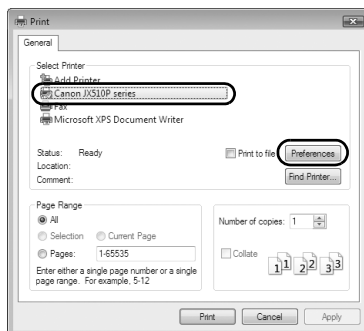 Print
General
Select Printer
Add Printer
Canon JX510P series
Fax
Microsoft XPS Document Writer
Status: Ready
Print to file
Preferences
Location:
Comment:
Find Printer...
Page Range
All
Selection
Current Page
Pages: 1-65535
Enter either a single page number or a single
page range. For example, 5-12
Number of copies: 1
Collate
1 1 2 2 3 3
Print
Cancel
Apply